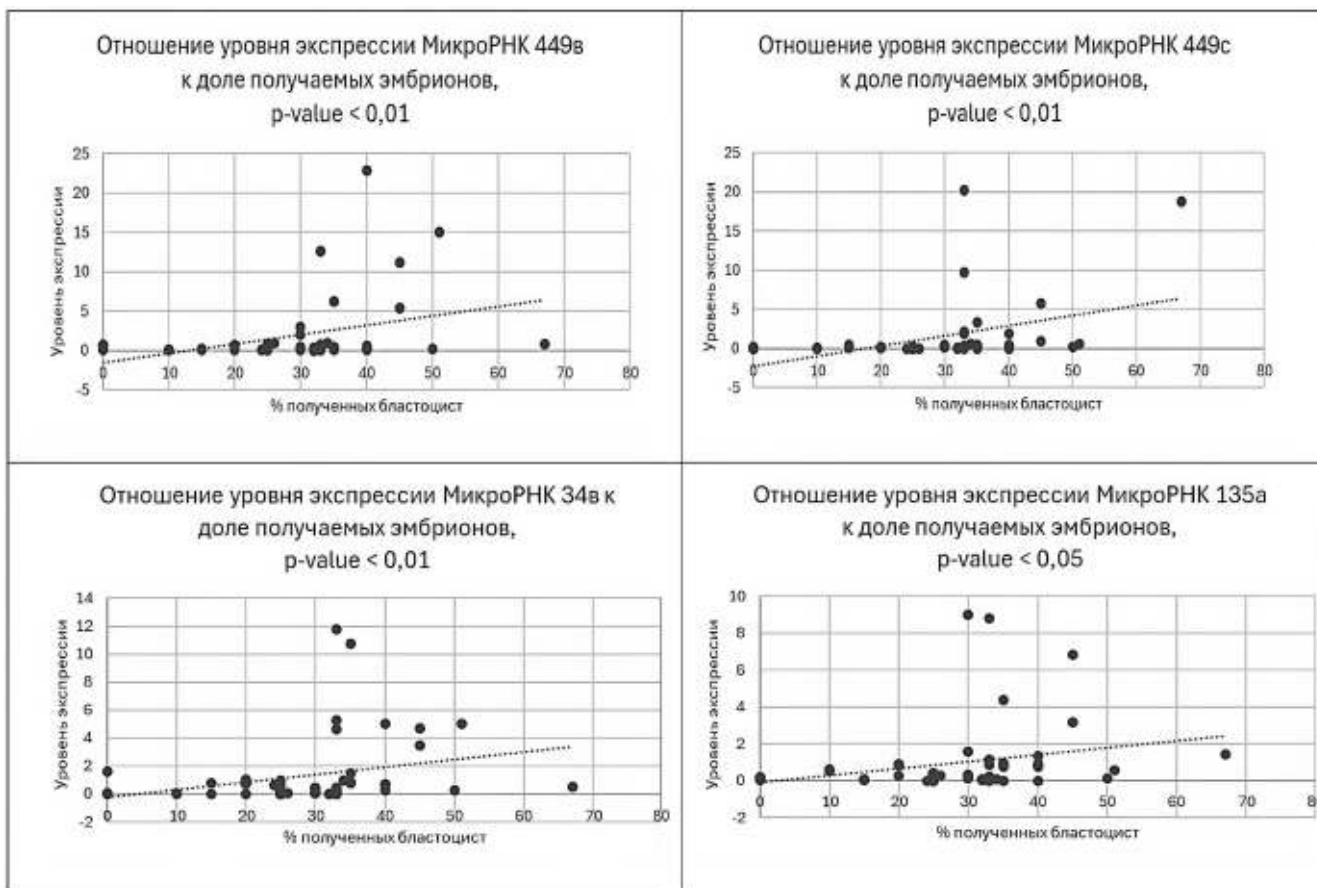 Отношение уровня экспрессии МикроРНК 449в
к доле получаемых эмбрионов,
p-value < 0,01
25
20
15
10
5
0
-5
0 10 20 30 40 50 60 70 80
Уровень экспрессии
% полученных бластоцист
Отношение уровня экспрессии МикроРНК 449с
к доле получаемых эмбрионов,
p-value < 0,01
25
20
15
10
5
0
-5
0 10 20 30 40 50 60 70 80
Уровень экспрессии
% полученных бластоцист
Отношение уровня экспрессии МикроРНК 34в к
доле получаемых эмбрионов,
p-value < 0,01
14
12
10
8
6
4
2
0
-2
0 10 20 30 40 50 60 70 80
Уровень экспрессии
% полученных бластоцист
Отношение уровня экспрессии МикроРНК 135а
к доле получаемых эмбрионов,
p-value < 0,05
10
8
6
4
2
0
-2
0 10 20 30 40 50 60 70 80
Уровень экспрессии
% полученных бластоцист